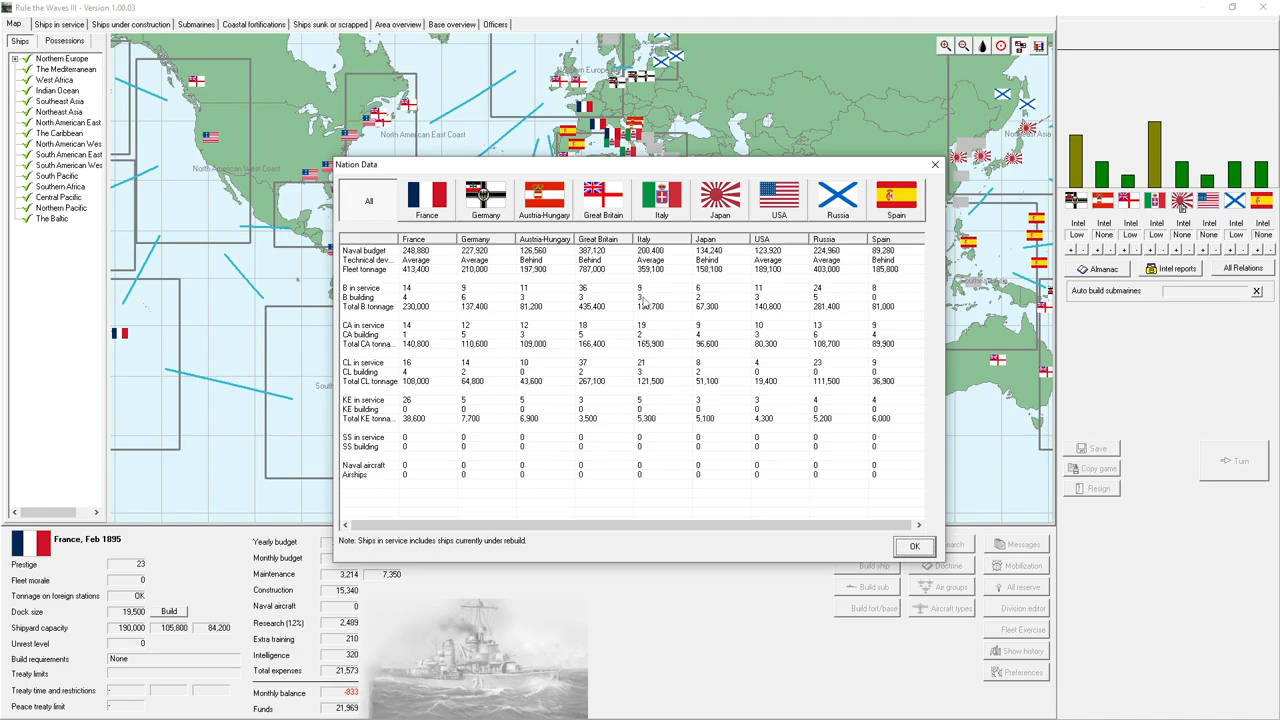 Rule the Waves III - Version 1.00.03
Map Ships in service Ships under construction Submarines Coastal fortifications Ships sunk or scrapped Area overview Base overview Officers
Ships Possessions
Northern Europe
The Mediterranean
West Africa
Indian Ocean
Southeast Asia
Northeast Asia
North American East
The Caribbean
North American Wes
South American East
South American Wes
South Pacific
Southern Africa
Central Pacific
Northern Pacific
The Baltic
Northern Europe
North American East Coast
North American West Coast
Nation Data
All France Germany Austria-Hungary Great Britain Italy Japan USA Russia Spain
France Germany Austria-Hungary Great Britain Italy Japan USA Russia Spain
Naval budget 248,880 227,920 126,560 387,120 200,400 134,240 123,920 224,960 89,280
Technical dev... Average Average Behind Average Average Behind Average Average Behind
Fleet tonnage 413,400 210,000 197,900 787,000 359,100 158,100 403,000 185,800
B in service 14 9 11 36 9 6 11 24 8
B building 4 6 3 3 3 2 3 5 0
Total B tonnage 230,000 137,400 81,200 435,400 67,300 140,800 281,400 81,000
CA in service 14 12 12 18 19 9 10 13 9
CA building 1 5 3 5 2 4 3 6 4
Total CA tonna... 140,800 110,600 109,000 166,400 165,900 96,600 80,300 108,700 89,900
CL in service 16 14 10 37 21 8 4 23 9
CL building 4 2 0 2 3 2 0 0 0
Total CL tonnage 108,000 64,800 43,600 267,100 121,500 51,100 19,400 111,500 36,900
KE in service 26 5 5 3 5 3 3 4 4
KE building 0 0 0 0 0 0 0 0 0
Total KE tonna... 38,600 7,700 6,900 3,500 5,300 5,100 4,300 5,200 6,000
SS in service 0 0 0 0 0 0 0 0 0
SS building 0 0 0 0 0 0 0 0 0
Naval aircraft 0 0 0 0 0 0 0 0 0
Airships 0 0 0 0 0 0 0 0 0
Note: Ships in service includes ships currently under rebuild.
OK
Intel Intel Intel Intel Intel Intel Intel Intel
Low None Low None None Low Low None
Almanac Intel reports All Relations
Auto build submarines
Save
Copy game
Resign
Turn
France, Feb 1895
Prestige 23
Fleet morale 0
Tonnage on foreign stations OK
Dock size 19,500 Build
Shipyard capacity 190,000 105,800 84,200
Unrest level 0
Build requirements None
Treaty limits
Treaty time and restrictions -
Peace treaty limit -
Yearly budget
Monthly budget
Maintenance 3,214 7,350
Construction 15,340
Naval aircraft 0
Research (12%) 2,489
Extra training 210
Intelligence 320
Total expenses 21,573
Monthly balance -833
Funds 21,969
Messages
Build ship Doctrine Mobilization
Build sub Air groups All reserve
Build fort/base Aircraft types Division editor
Fleet Exercise
Show history
Preferences